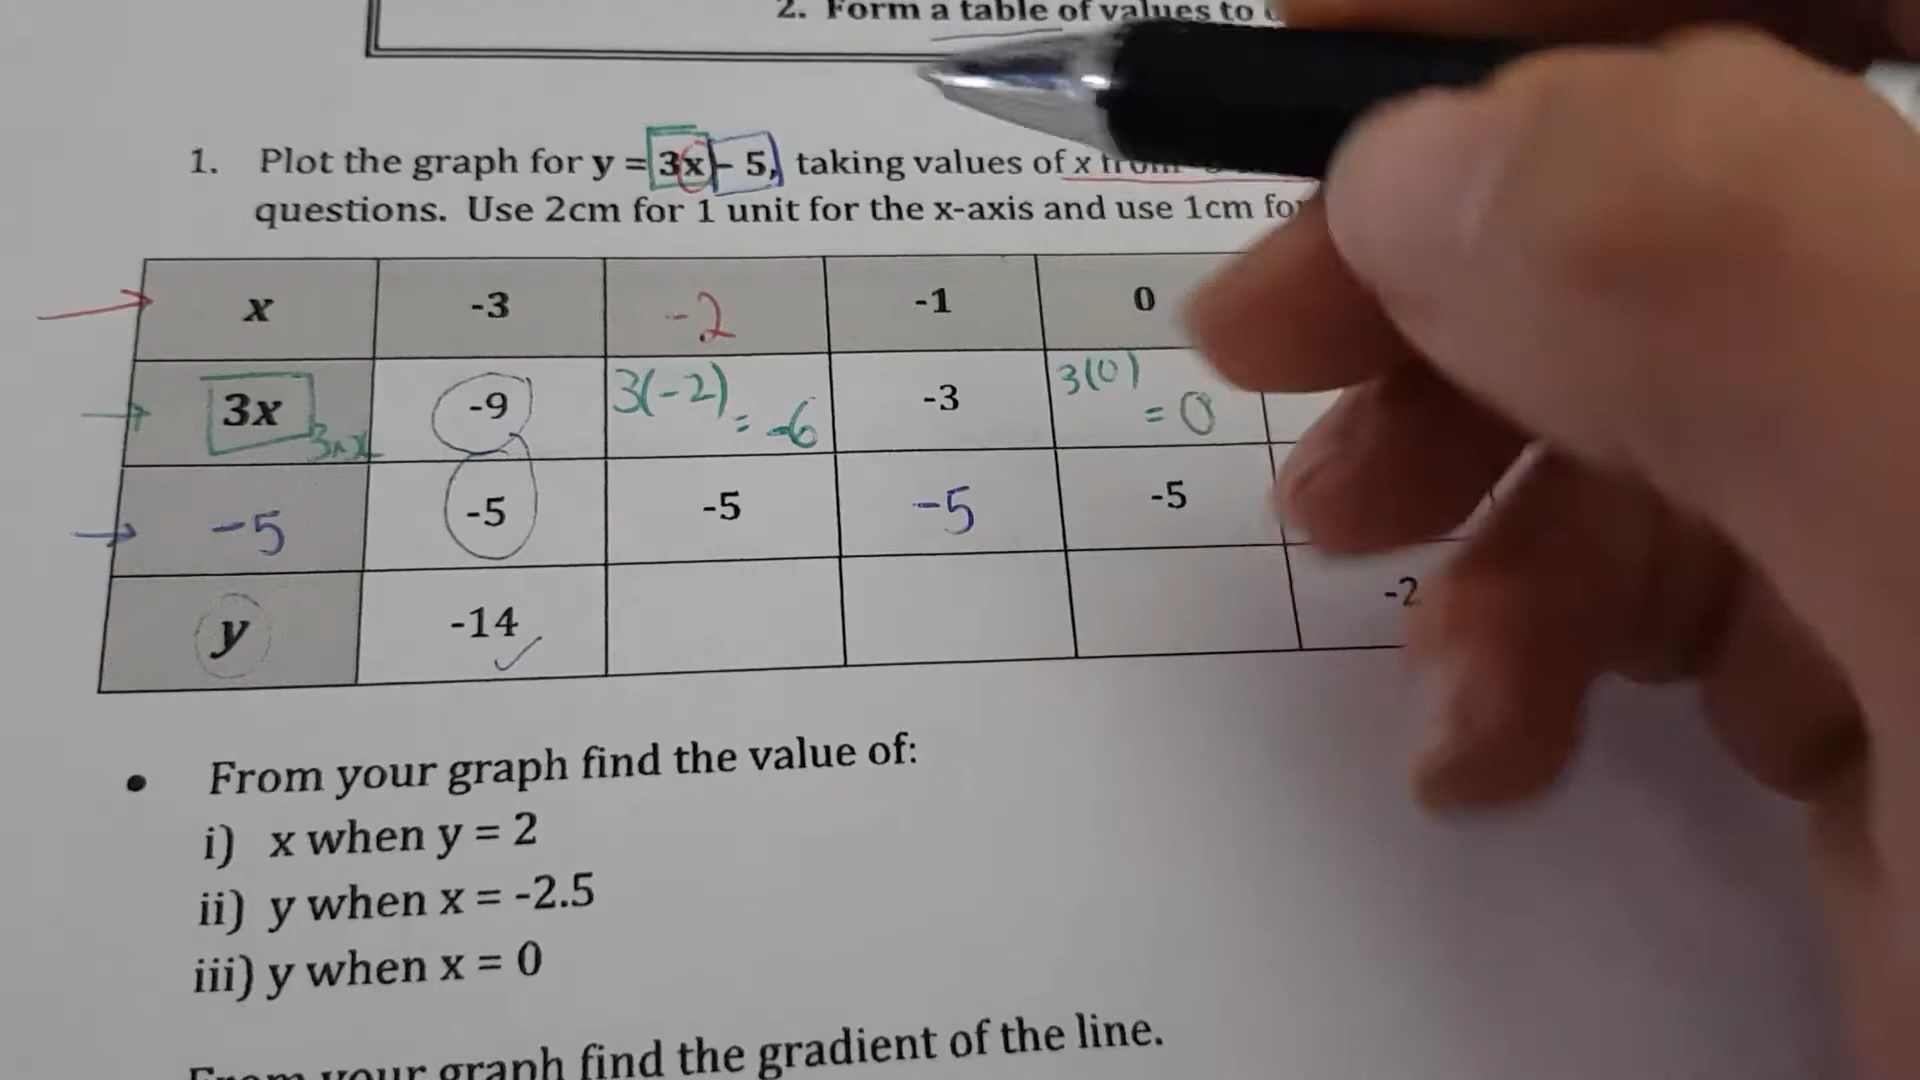 2. Form a table of values to
1. Plot the graph for y = 3x - 5, taking values of x from
questions. Use 2cm for 1 unit for the x-axis and use 1cm for
x -3 -2 -1 0
3x 3×x -9 3(-2) = -6 -3 3(0) = 0
-5 -5 -5 -5 -5
y -14 -2
• From your graph find the value of:
i) x when y = 2
ii) y when x = -2.5
iii) y when x = 0
From your graph find the gradient of the line.